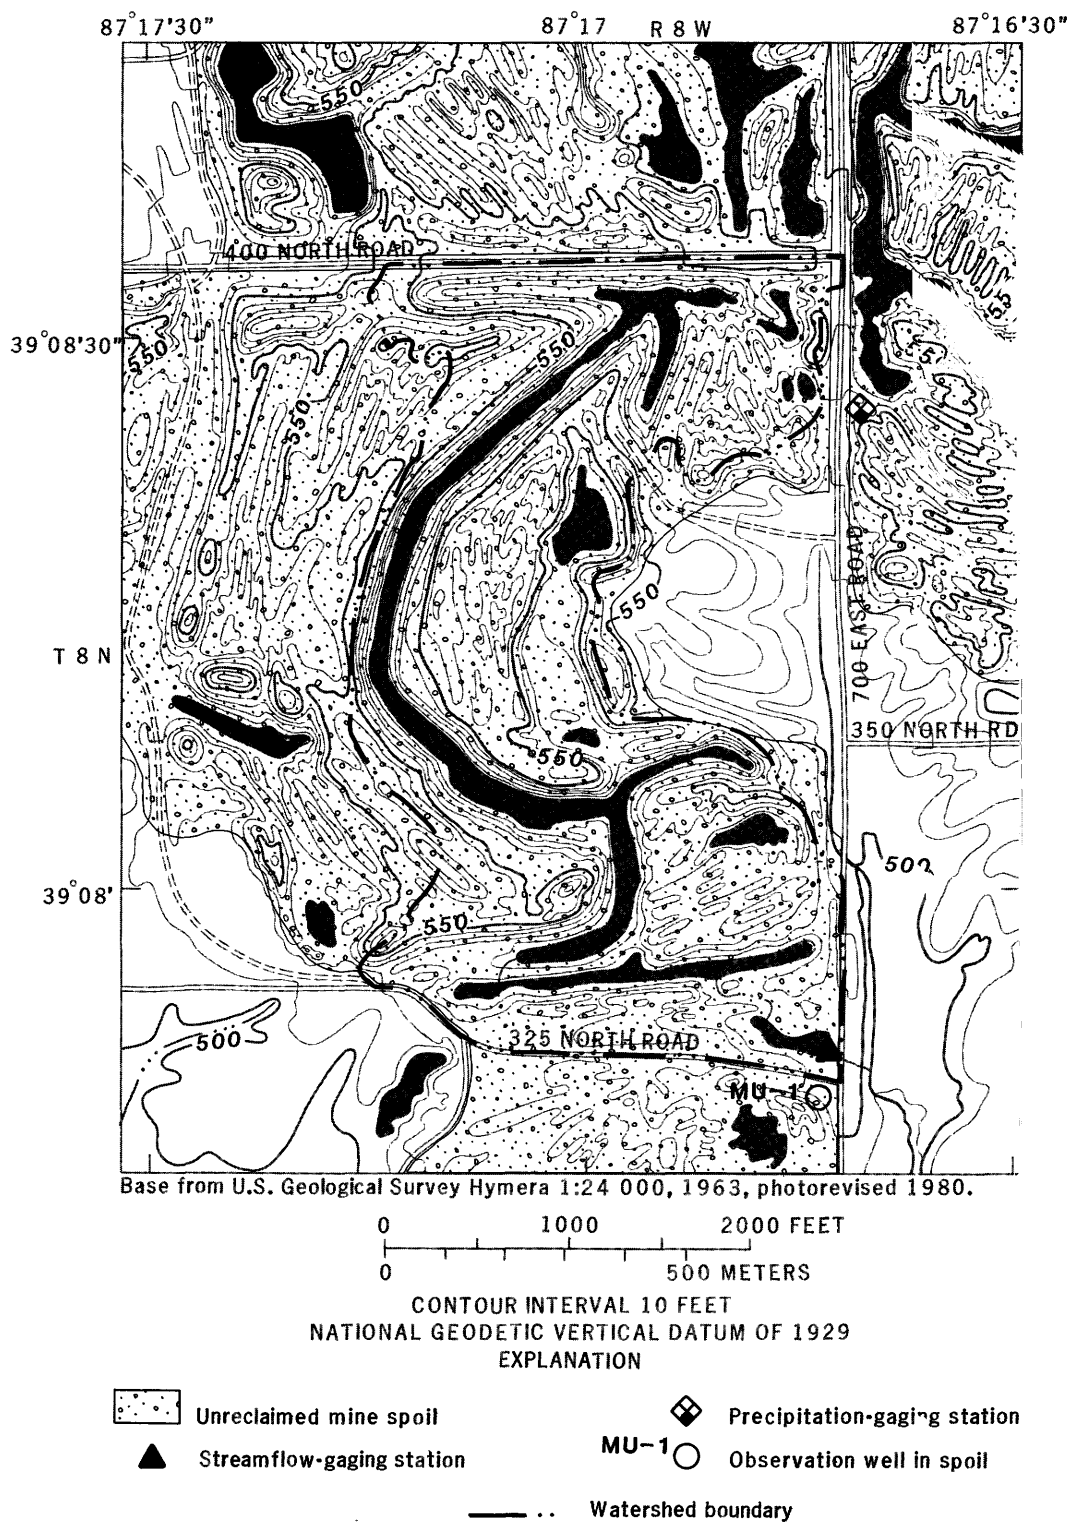 87°17'30" 87°17 R 8 W 87°16'30"
550
400 NORTH ROAD
39°08'30"
550
550
550
550
700 EAST ROAD
T 8 N
350 NORTH RD
550
500
39°08'
550
500
325 NORTH ROAD
MU-1
Base from U.S. Geological Survey Hymera 1:24 000, 1963, photorevised 1980.
0 1000 2000 FEET
0 500 METERS
CONTOUR INTERVAL 10 FEET
NATIONAL GEODETIC VERTICAL DATUM OF 1929
EXPLANATION
Unreclaimed mine spoil
Precipitation-gaging station
Streamflow-gaging station
MU-1 Observation well in spoil
Watershed boundary